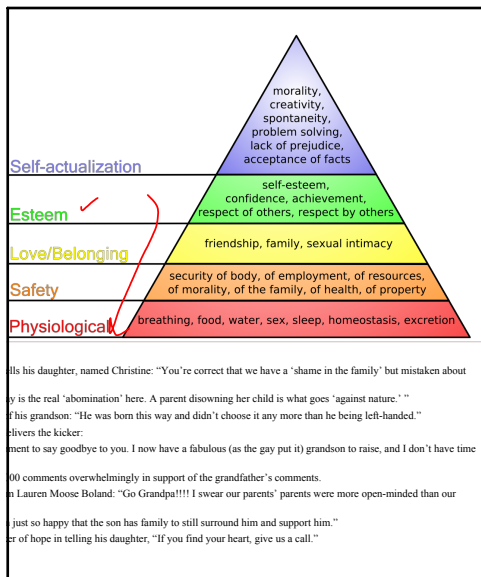 morality,
creativity,
spontaneity,
problem solving,
lack of prejudice,
acceptance of facts
Self-actualization
self-esteem,
confidence, achievement,
respect of others, respect by others
Esteem
friendship, family, sexual intimacy
Love/Belonging
security of body, of employment, of resources,
of morality, of the family, of health, of property
Safety
breathing, food, water, sex, sleep, homeostasis, excretion
Physiological
his daughter, named Christine: “You’re correct that we have a ‘shame in the family’ but mistaken about
is the real ‘abomination’ here. A parent disowning her child is what goes ‘against nature.’ ”
his grandson: “He was born this way and didn’t choose it any more than he being left-handed.”
the kicker:
to say goodbye to you. I now have a fabulous (as the gay put it) grandson to raise, and I don’t have time
comments overwhelmingly in support of the grandfather’s comments.
Lauren Moose Boland: “Go Grandpa!!!! I swear our parents’ parents were more open-minded than our
just so happy that the son has family to still surround him and support him.”
of hope in telling his daughter, “If you find your heart, give us a call.”